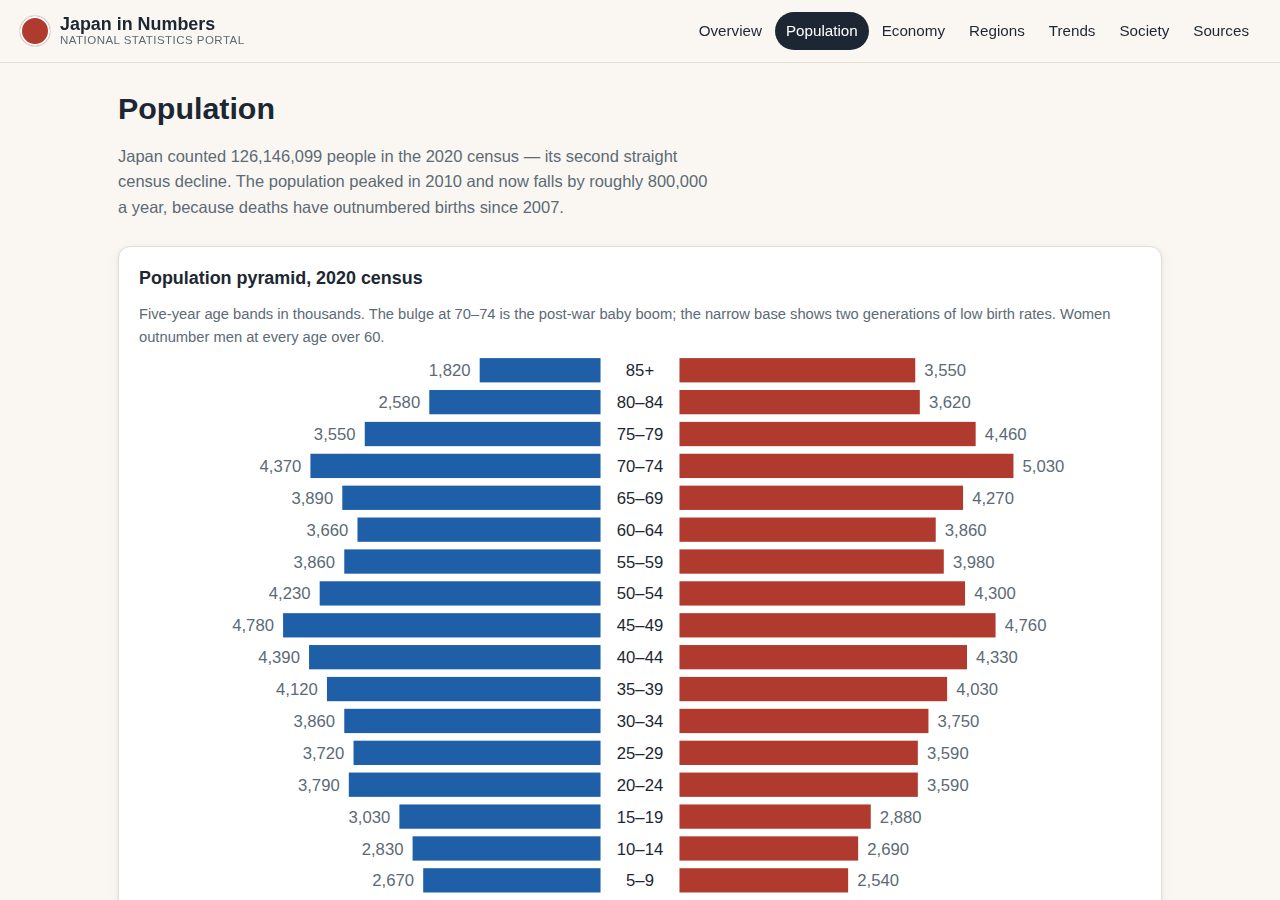 Japan in Numbers
NATIONAL STATISTICS PORTAL
Overview Population Economy Regions Trends Society Sources
Population
Japan counted 126,146,099 people in the 2020 census — its second straight
census decline. The population peaked in 2010 and now falls by roughly 800,000
a year, because deaths have outnumbered births since 2007.
Population pyramid, 2020 census
Five-year age bands in thousands. The bulge at 70–74 is the post-war baby boom; the narrow base shows two generations of low birth rates. Women
outnumber men at every age over 60.
1,820 85+ 3,550
2,580 80–84 3,620
3,550 75–79 4,460
4,370 70–74 5,030
3,890 65–69 4,270
3,660 60–64 3,860
3,860 55–59 3,980
4,230 50–54 4,300
4,780 45–49 4,760
4,390 40–44 4,330
4,120 35–39 4,030
3,860 30–34 3,750
3,720 25–29 3,590
3,790 20–24 3,590
3,030 15–19 2,880
2,830 10–14 2,690
2,670 5–9 2,540